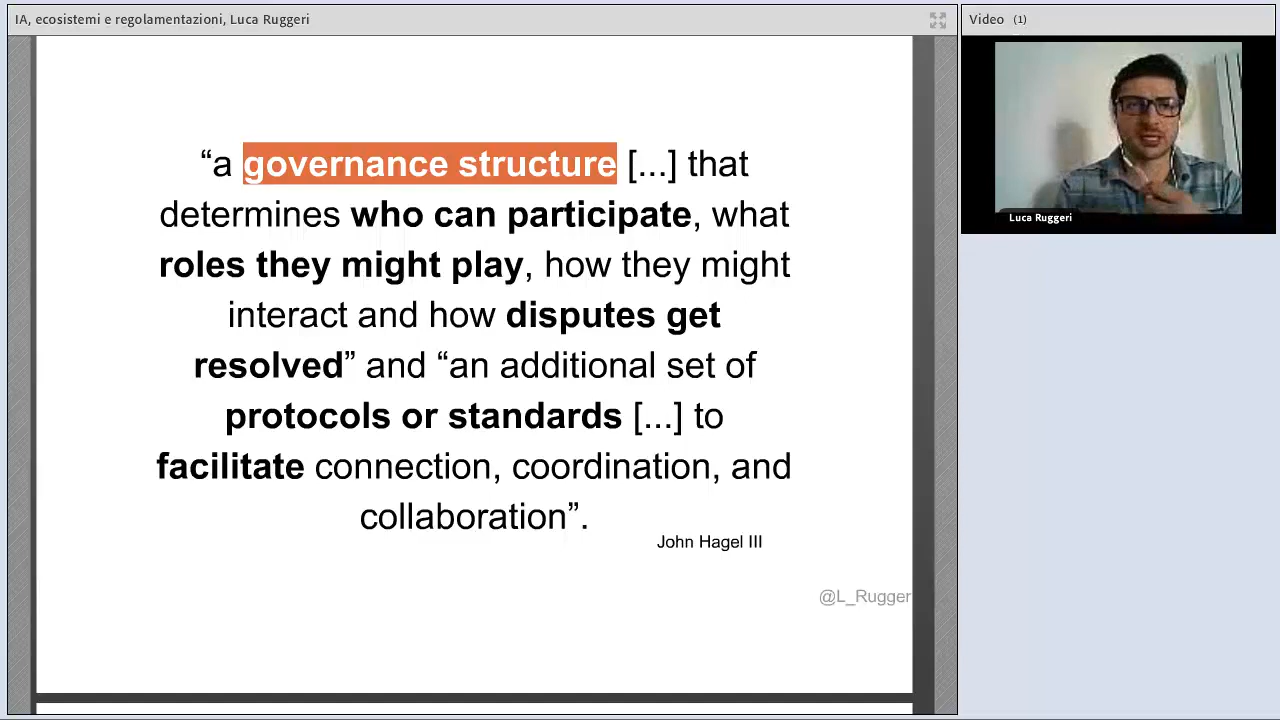 IA, ecosistemi e regolamentazioni, Luca Ruggeri
“a governance structure [...] that
determines who can participate, what
roles they might play, how they might
interact and how disputes get
resolved” and “an additional set of
protocols or standards [...] to
facilitate connection, coordination, and
collaboration”.
John Hagel III
@L_Rugger
Video (1)
Luca Ruggeri